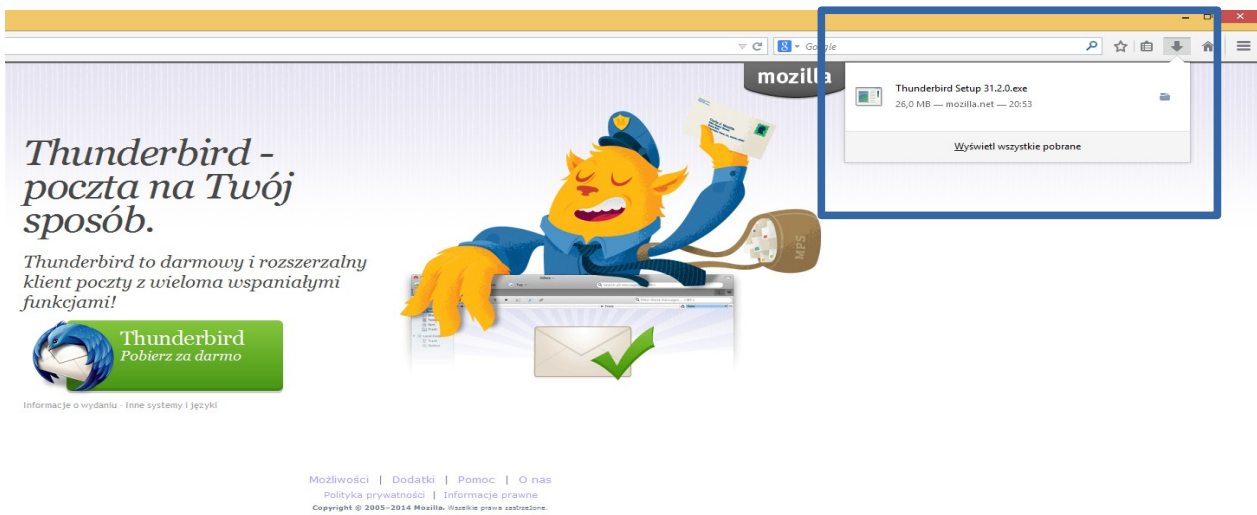 Google
mozilla
Thunderbird Setup 31.2.0.exe
26,0 MB — mozilla.net — 20:53
Wyświetl wszystkie pobrane
Thunderbird -
poczta na Twój
sposób.
Thunderbird to darmowy i rozszerzalny
klient poczty z wieloma wspaniałymi
funkcjami!
Thunderbird
Pobierz za darmo
Informacje o wydaniu · Inne systemy i języki
MPS
Możliwości | Dodatki | Pomoc | O nas
Polityka prywatności | Informacje prawne
Copyright © 2005–2014 Mozilla. Wszelkie prawa zastrzeżone.